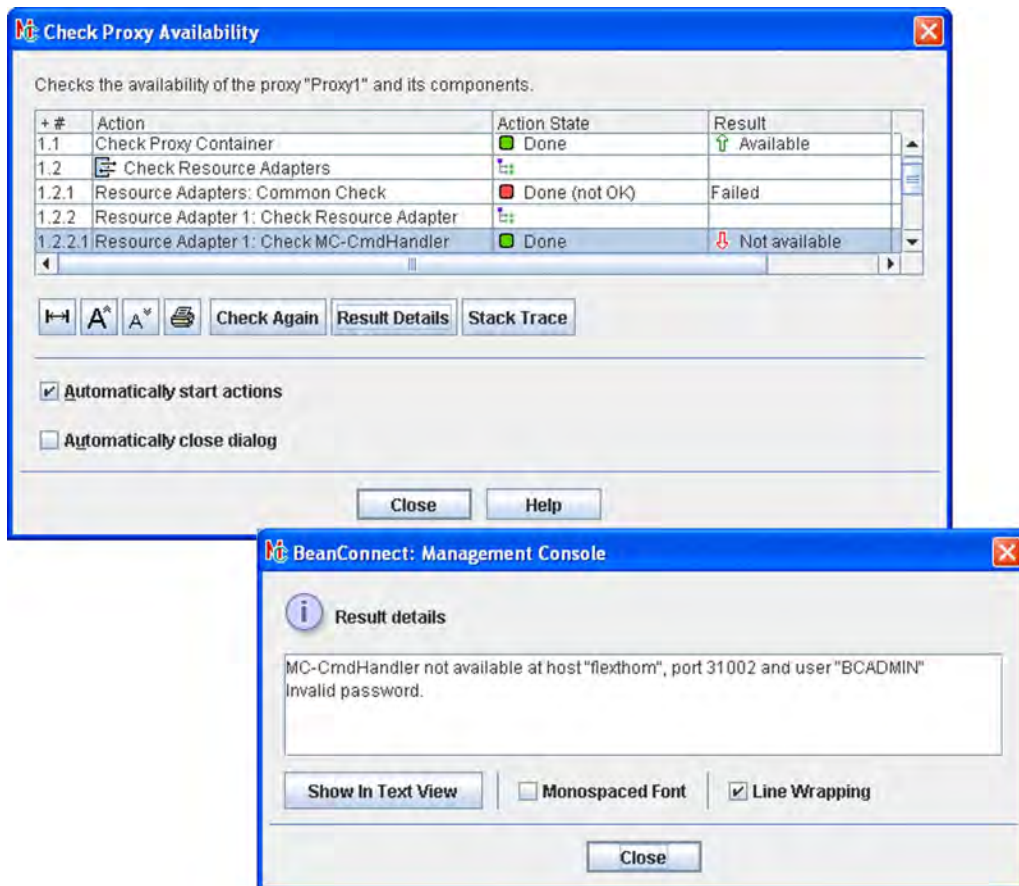 Check Proxy Availability
Checks the availability of the proxy "Proxy1" and its components.
+ # Action Action State Result
1.1 Check Proxy Container Done Available
1.2 Check Resource Adapters
1.2.1 Resource Adapters: Common Check Done (not OK) Failed
1.2.2 Resource Adapter 1: Check Resource Adapter
1.2.2.1 Resource Adapter 1: Check MC-CmdHandler Done Not available
A A Check Again Result Details Stack Trace
Automatically start actions
Automatically close dialog
Close Help
BeanConnect: Management Console
i Result details
MC-CmdHandler not available at host "flexthom", port 31002 and user "BCADMIN"
Invalid password.
Show In Text View Monospaced Font Line Wrapping
Close